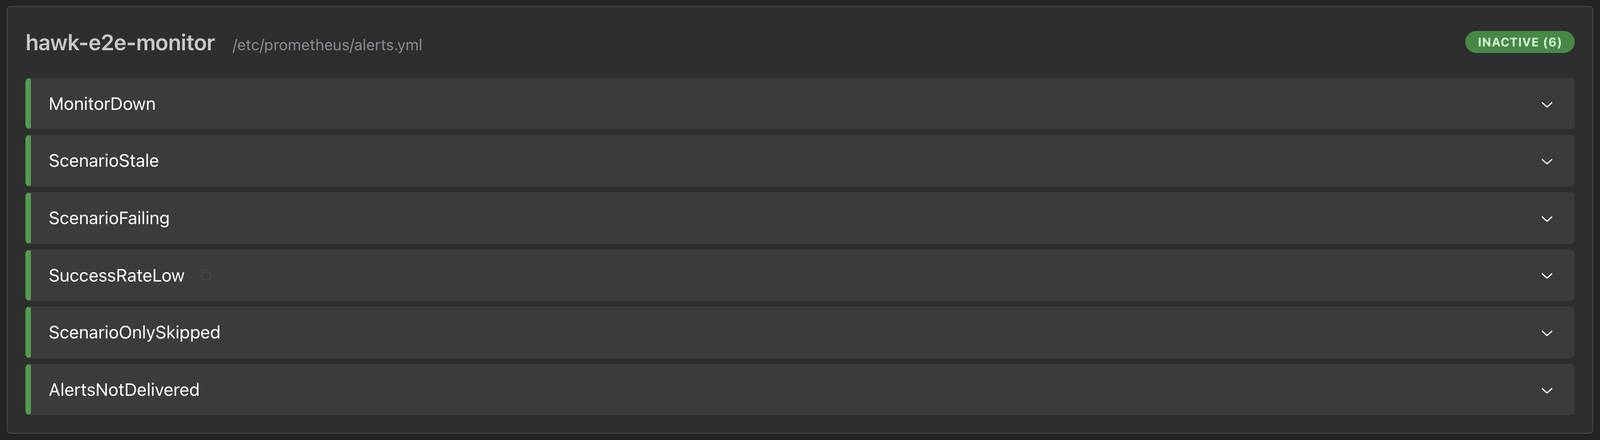 hawk-e2e-monitor /etc/prometheus/alerts.yml INACTIVE (6)
MonitorDown
ScenarioStale
ScenarioFailing
SuccessRateLow
ScenarioOnlySkipped
AlertsNotDelivered